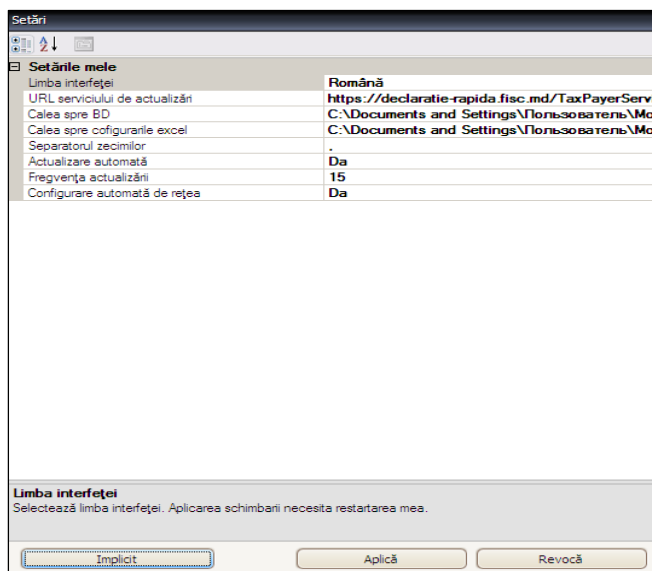 Setări
Setările mele
Limba interfeţei Română
URL serviciului de actualizări https://declaratie-rapida.fisc.md/TaxPayerServ
Calea spre BD C:\Documents and Settings\Пользователь\Mo
Calea spre cofigurarile excel C:\Documents and Settings\Пользователь\Mo
Separatorul zecimilor .
Actualizare automată Da
Fregvenţa actualizării 15
Configurare automată de reţea Da
Limba interfeţei
Selectează limba interfeţei. Aplicarea schimbarii necesita restartarea mea.
Implicit Aplică Revocă